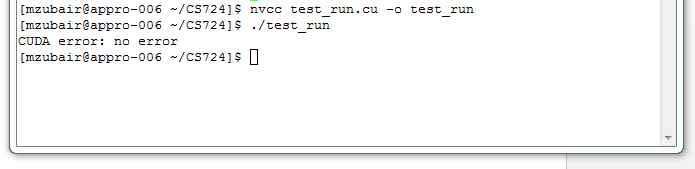 [mzubair@appro-006 ~/CS724]$ nvcc test_run.cu -o test_run
[mzubair@appro-006 ~/CS724]$ ./test_run
CUDA error: no error
[mzubair@appro-006 ~/CS724]$